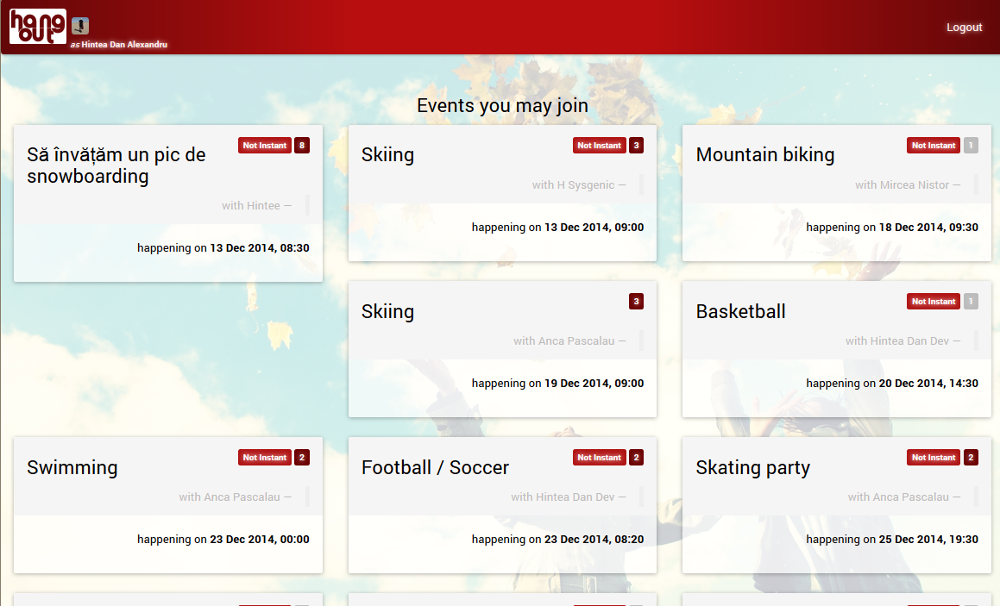 hang
out
as Hintea Dan Alexandru
Logout
Events you may join
Să învățăm un pic de
snowboarding
Not Instant 8
with Hintee —
happening on 13 Dec 2014, 08:30
Skiing
Not Instant 3
with H Sysgenic —
happening on 13 Dec 2014, 09:00
Mountain biking
Not Instant 1
with Mircea Nistor —
happening on 18 Dec 2014, 09:30
Skiing
3
with Anca Pascalau —
happening on 19 Dec 2014, 09:00
Basketball
Not Instant 1
with Hintea Dan Dev —
happening on 20 Dec 2014, 14:30
Swimming
Not Instant 2
with Anca Pascalau —
happening on 23 Dec 2014, 00:00
Football / Soccer
Not Instant 2
with Hintea Dan Dev —
happening on 23 Dec 2014, 08:20
Skating party
Not Instant 2
with Anca Pascalau —
happening on 25 Dec 2014, 19:30